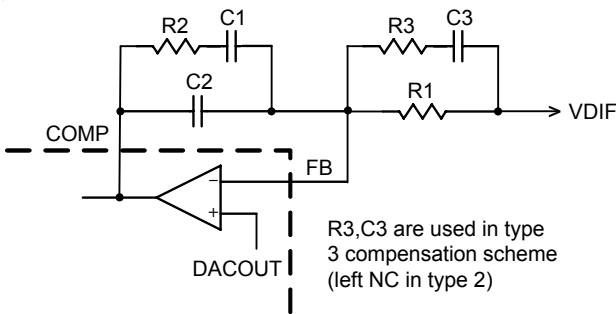 R2 C1
R3 C3
C2
R1
VDIF
COMP
FB
−
+
DACOUT
R3,C3 are used in type
3 compensation scheme
(left NC in type 2)